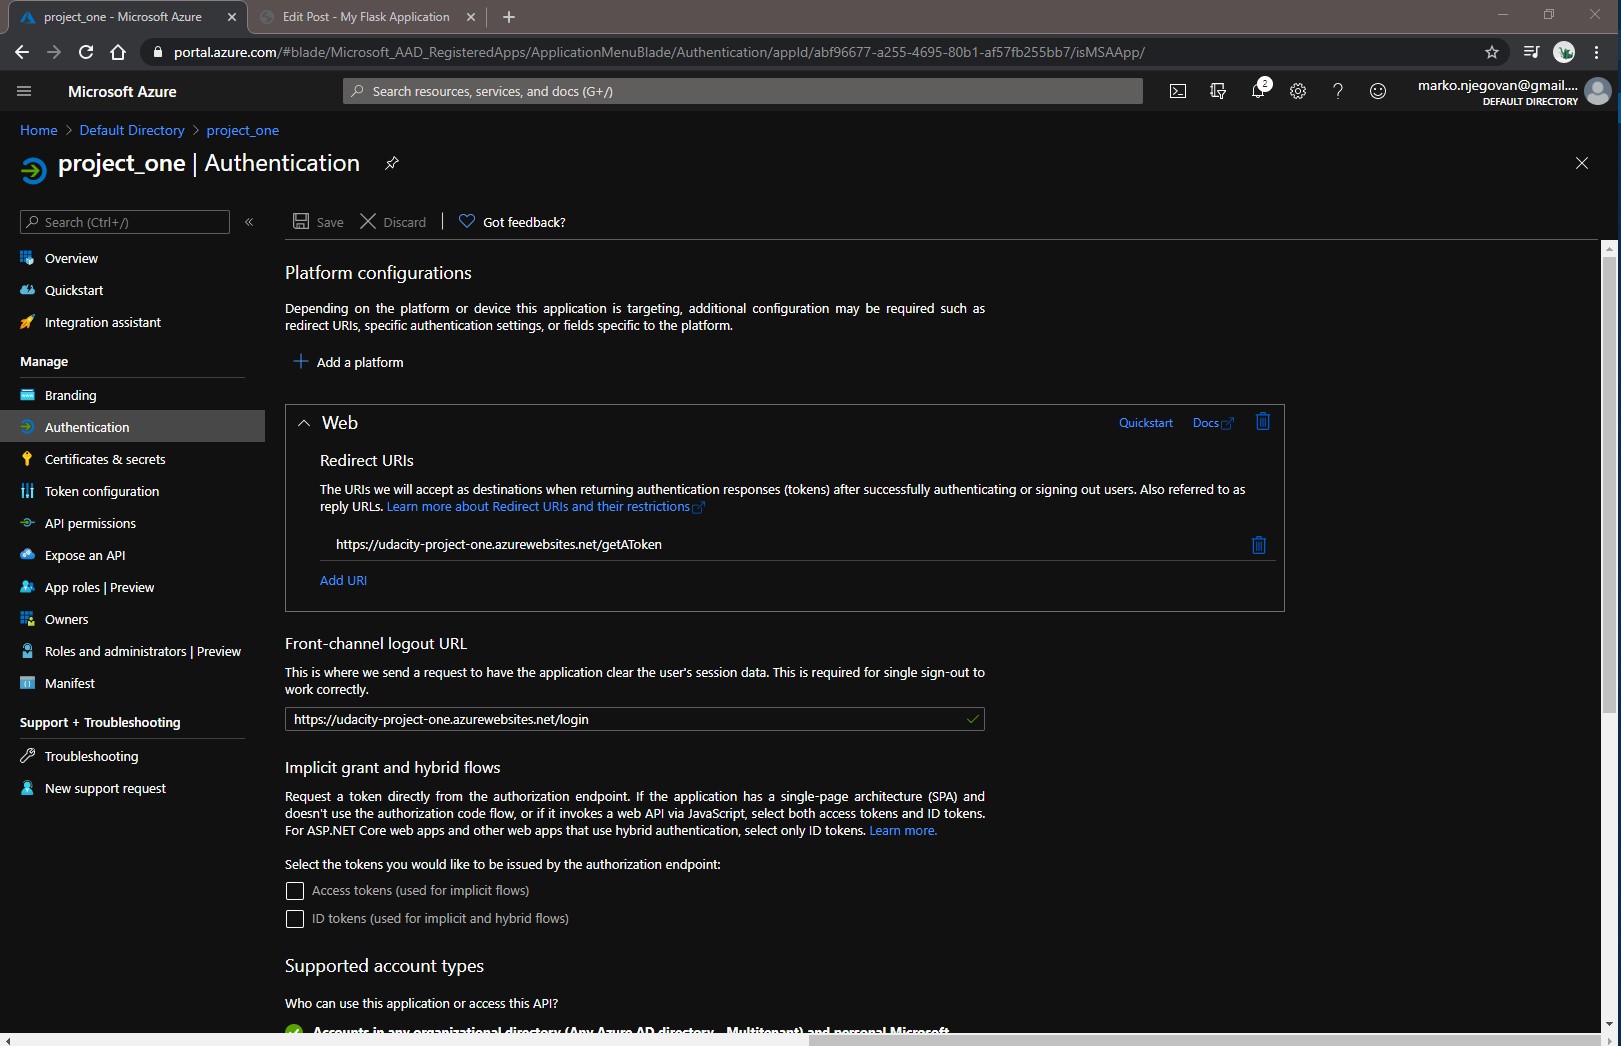 project_one - Microsoft Azure
Edit Post - My Flask Application
portal.azure.com/#blade/Microsoft_AAD_RegisteredApps/ApplicationMenuBlade/Authentication/appId/abf96677-a255-4695-80b1-af57fb255bb7/isMSAApp/
Microsoft Azure
Search resources, services, and docs (G+/)
2
marko.njegovan@gmail....
DEFAULT DIRECTORY
Home > Default Directory > project_one
project_one | Authentication
Search (Ctrl+/)
«
Save
Discard
Got feedback?
Overview
Quickstart
Integration assistant
Manage
Branding
Authentication
Certificates & secrets
Token configuration
API permissions
Expose an API
App roles | Preview
Owners
Roles and administrators | Preview
Manifest
Support + Troubleshooting
Troubleshooting
New support request
Platform configurations
Depending on the platform or device this application is targeting, additional configuration may be required such as
redirect URIs, specific authentication settings, or fields specific to the platform.
Add a platform
Web
Quickstart
Docs
Redirect URIs
The URIs we will accept as destinations when returning authentication responses (tokens) after successfully authenticating or signing out users. Also referred to as
reply URLs. Learn more about Redirect URIs and their restrictions
https://udacity-project-one.azurewebsites.net/getAToken
Add URI
Front-channel logout URL
This is where we send a request to have the application clear the user's session data. This is required for single sign-out to
work correctly.
https://udacity-project-one.azurewebsites.net/login
Implicit grant and hybrid flows
Request a token directly from the authorization endpoint. If the application has a single-page architecture (SPA) and
doesn't use the authorization code flow, or if it invokes a web API via JavaScript, select both access tokens and ID tokens.
For ASP.NET Core web apps and other web apps that use hybrid authentication, select only ID tokens. Learn more.
Select the tokens you would like to be issued by the authorization endpoint:
Access tokens (used for implicit flows)
ID tokens (used for implicit and hybrid flows)
Supported account types
Who can use this application or access this API?
Accounts in any organizational directory (Any Azure AD directory - Multitenant) and personal Microsoft